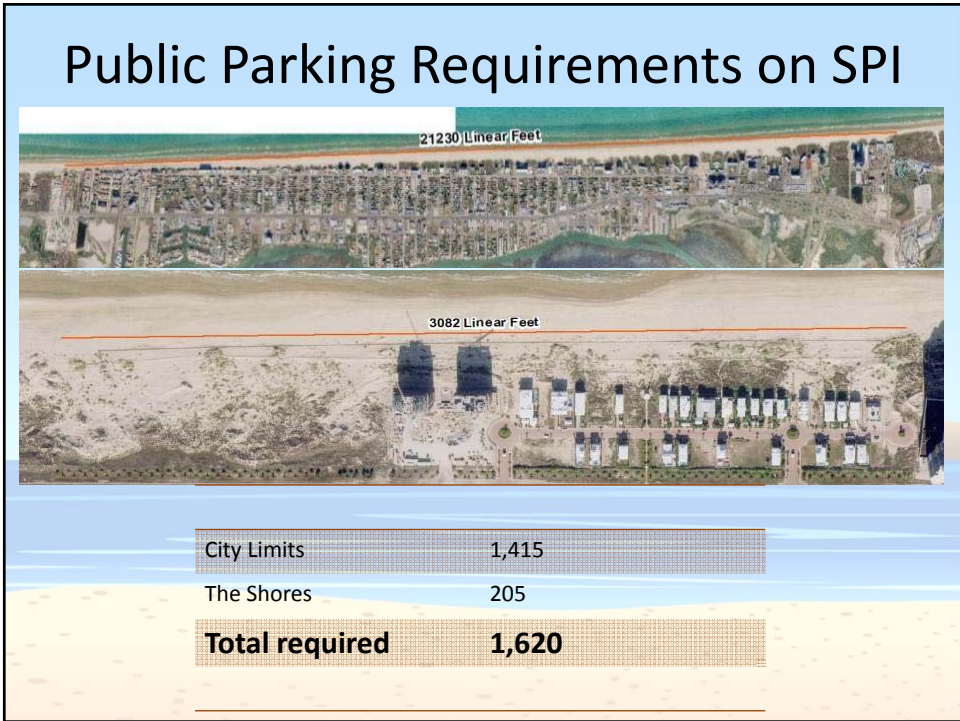 Public Parking Requirements on SPI
21230 Linear Feet
3082 Linear Feet
City Limits 1,415
The Shores 205
Total required 1,620